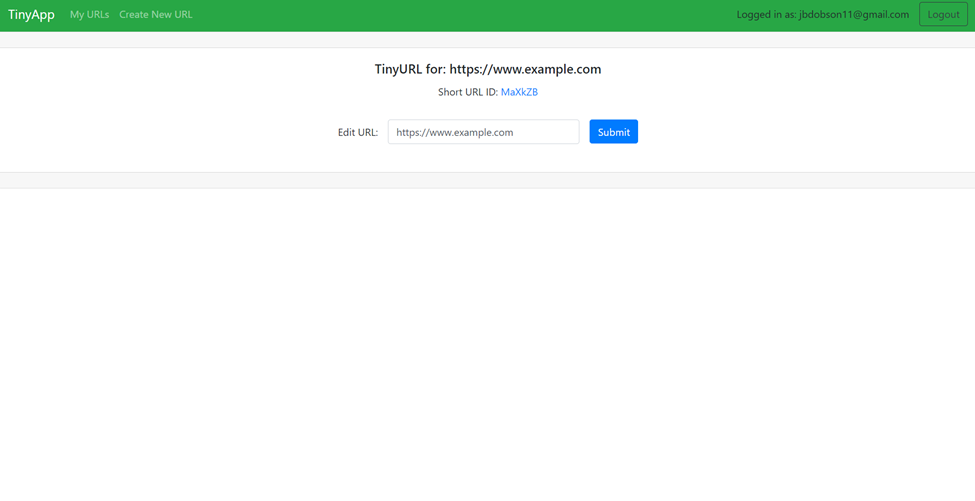 TinyApp My URLs Create New URL Logged in as: jbdobson11@gmail.com Logout
TinyURL for: https://www.example.com
Short URL ID: MaXkZB
Edit URL: https://www.example.com Submit